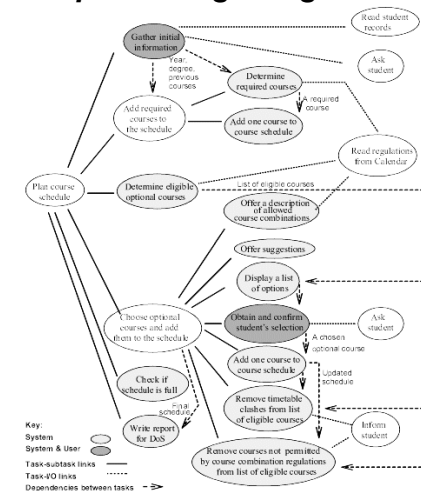 Read student
records
Gather initial
information
Year,
degree,
previous
courses
Ask
student
Determine
required courses
A required
course
Add required
courses to
the schedule
Add one course to
course schedule
Read regulations
from Calendar
Plan course
schedule
Determine eligible
optional courses
List of eligible courses
Offer a description
of allowed
course combinations
Offer suggestions
Display a list
of options
Choose optional
courses and add
them to the schedule
Obtain and confirm
student's selection
Ask
student
A chosen
optional course
Add one course to
course schedule
Updated
schedule
Check if
schedule is full
Remove timetable
clashes from list
of eligible courses
Final
schedule
Write report
for DoS
Inform
student
Remove courses not permitted
by course combination regulations
from list of eligible courses
Key:
System
System & User
Task-subtask links
Task-I/O links
Dependencies between tasks